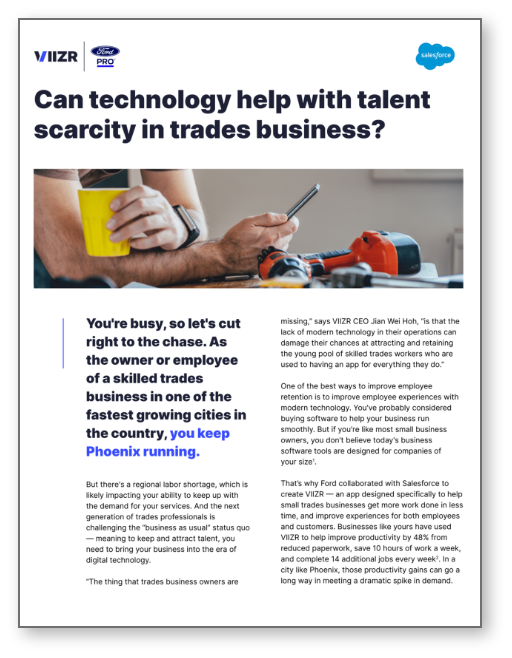 VIIZR
Ford
PRO
salesforce
Can technology help with talent
scarcity in trades business?
You're busy, so let's cut
right to the chase. As
the owner or employee
of a skilled trades
business in one of the
fastest growing cities in
the country, you keep
Phoenix running.
But there's a regional labor shortage, which is
likely impacting your ability to keep up with
the demand for your services. And the next
generation of trades professionals is
challenging the "business as usual" status quo
— meaning to keep and attract talent, you
need to bring your business into the era of
digital technology.
"The thing that trades business owners are
missing," says VIIZR CEO Jian Wei Hoh, "is that the
lack of modern technology in their operations can
damage their chances at attracting and retaining
the young pool of skilled trades workers who are
used to having an app for everything they do."
One of the best ways to improve employee
retention is to improve employee experiences with
modern technology. You've probably considered
buying software to help your business run
smoothly. But if you're like most small business
owners, you don't believe today's business
software tools are designed for companies of
your size¹.
That's why Ford collaborated with Salesforce to
create VIIZR — an app designed specifically to help
small trades businesses get more work done in less
time, and improve experiences for both employees
and customers. Businesses like yours have used
VIIZR to help improve productivity by 48% from
reduced paperwork, save 10 hours of work a week,
and complete 14 additional jobs every week². In a
city like Phoenix, those productivity gains can go a
long way in meeting a dramatic spike in demand.